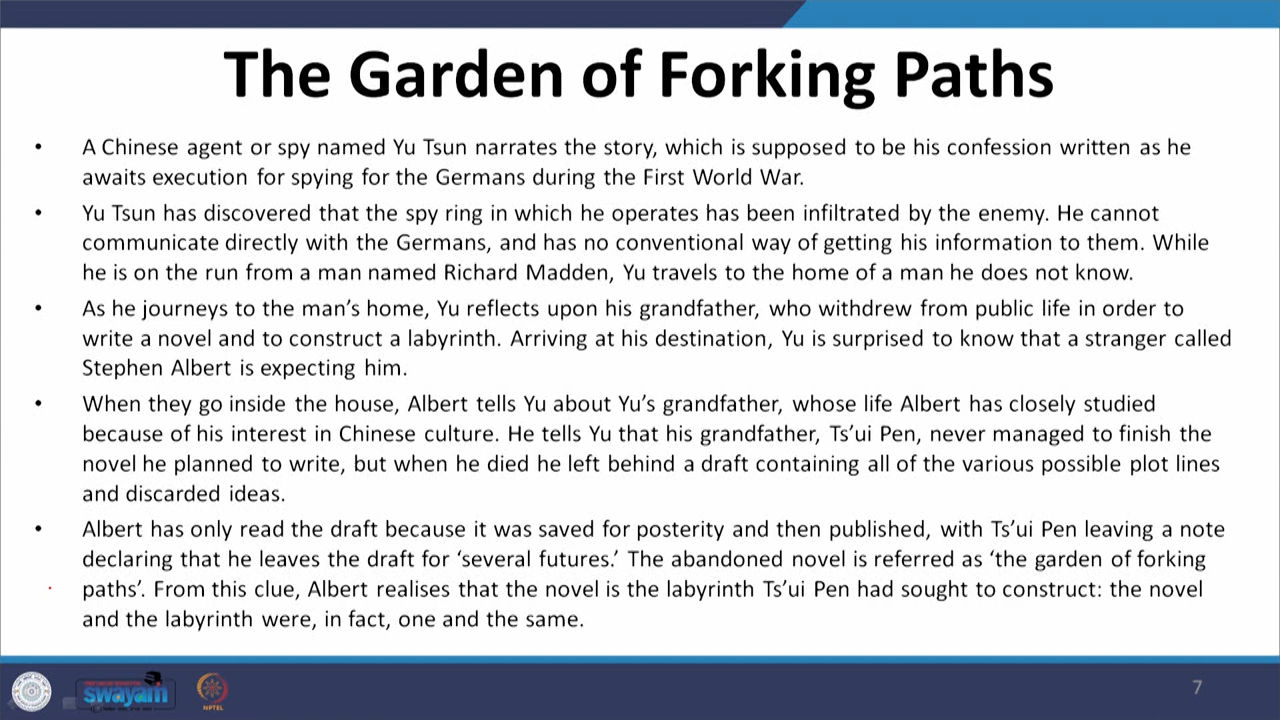 The Garden of Forking Paths
• A Chinese agent or spy named Yu Tsun narrates the story, which is supposed to be his confession written as he
awaits execution for spying for the Germans during the First World War.
• Yu Tsun has discovered that the spy ring in which he operates has been infiltrated by the enemy. He cannot
communicate directly with the Germans, and has no conventional way of getting his information to them. While
he is on the run from a man named Richard Madden, Yu travels to the home of a man he does not know.
• As he journeys to the man’s home, Yu reflects upon his grandfather, who withdrew from public life in order to
write a novel and to construct a labyrinth. Arriving at his destination, Yu is surprised to know that a stranger called
Stephen Albert is expecting him.
• When they go inside the house, Albert tells Yu about Yu’s grandfather, whose life Albert has closely studied
because of his interest in Chinese culture. He tells Yu that his grandfather, Ts’ui Pen, never managed to finish the
novel he planned to write, but when he died he left behind a draft containing all of the various possible plot lines
and discarded ideas.
• Albert has only read the draft because it was saved for posterity and then published, with Ts’ui Pen leaving a note
declaring that he leaves the draft for ‘several futures.’ The abandoned novel is referred as ‘the garden of forking
paths’. From this clue, Albert realises that the novel is the labyrinth Ts’ui Pen had sought to construct: the novel
and the labyrinth were, in fact, one and the same.
swayam
NPTEL
7